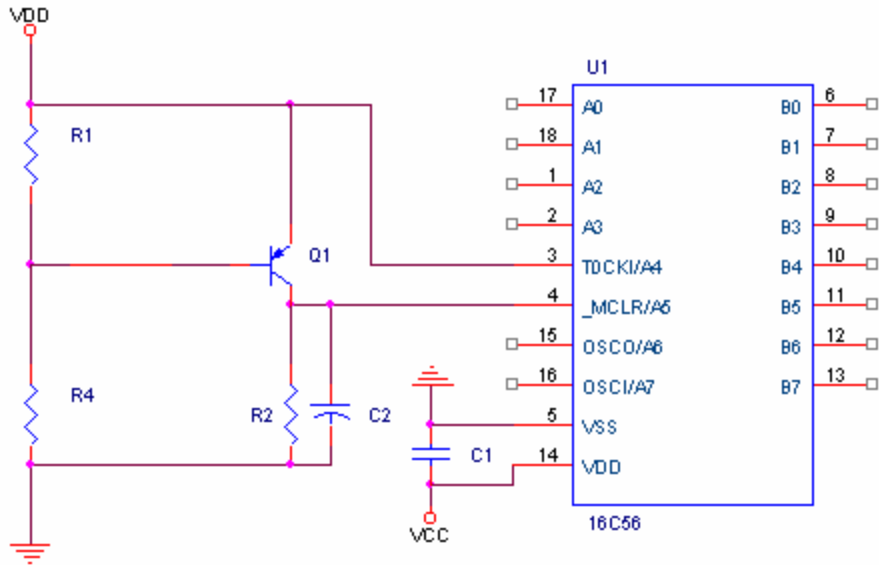 VDD
U1
R1
Q1
R4
R2
C2
C1
VCC
17 A0
18 A1
1 A2
2 A3
3 T0CKI/A4
4 _MCLR/A5
15 OSCO/A6
16 OSCI/A7
5 VSS
14 VDD
B0 6
B1 7
B2 8
B3 9
B4 10
B5 11
B6 12
B7 13
16C56